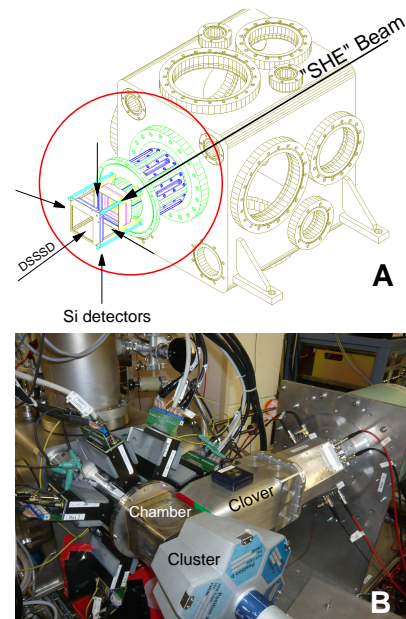 "SHE" Beam
DSSSD
A
Si detectors
Clover
Chamber
Cluster
B